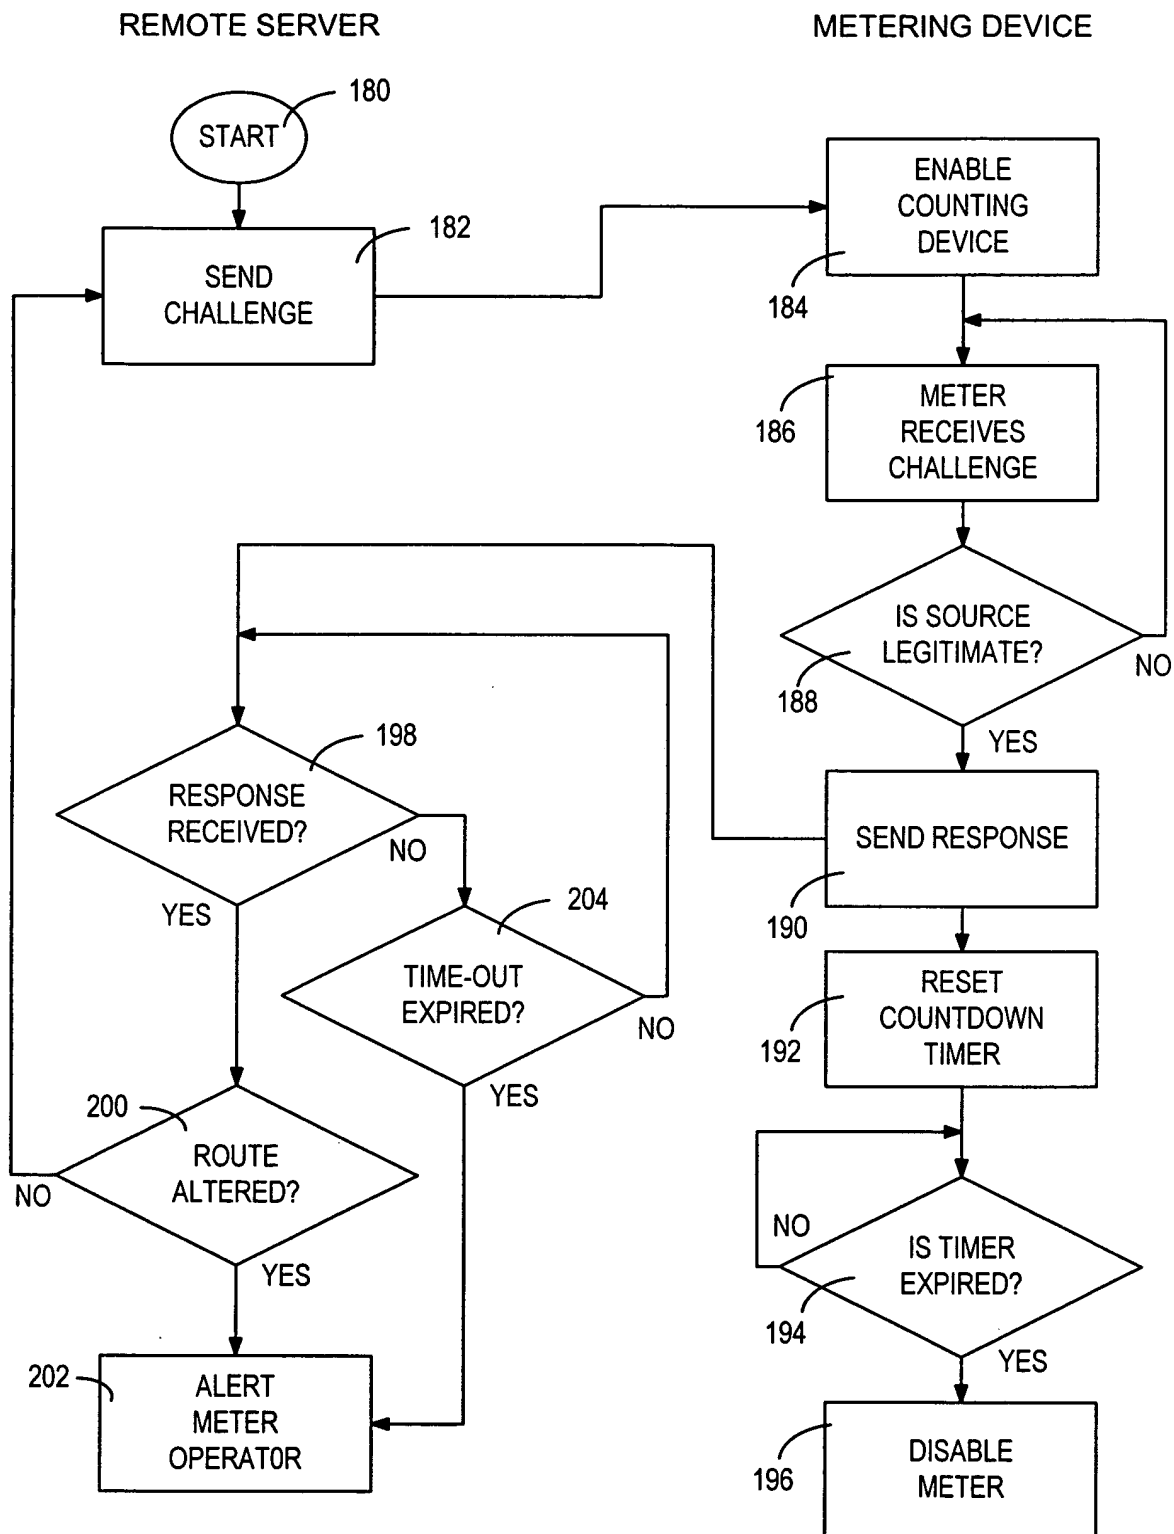 REMOTE SERVER
METERING DEVICE
180
START
182
SEND
CHALLENGE
ENABLE
COUNTING
DEVICE
184
METER
RECEIVES
CHALLENGE
186
IS SOURCE
LEGITIMATE?
188
NO
YES
SEND RESPONSE
190
RESET
COUNTDOWN
TIMER
192
NO
IS TIMER
EXPIRED?
194
YES
DISABLE
METER
196
198
RESPONSE
RECEIVED?
NO
YES
204
TIME-OUT
EXPIRED?
NO
YES
200
ROUTE
ALTERED?
NO
YES
202
ALERT
METER
OPERATOR